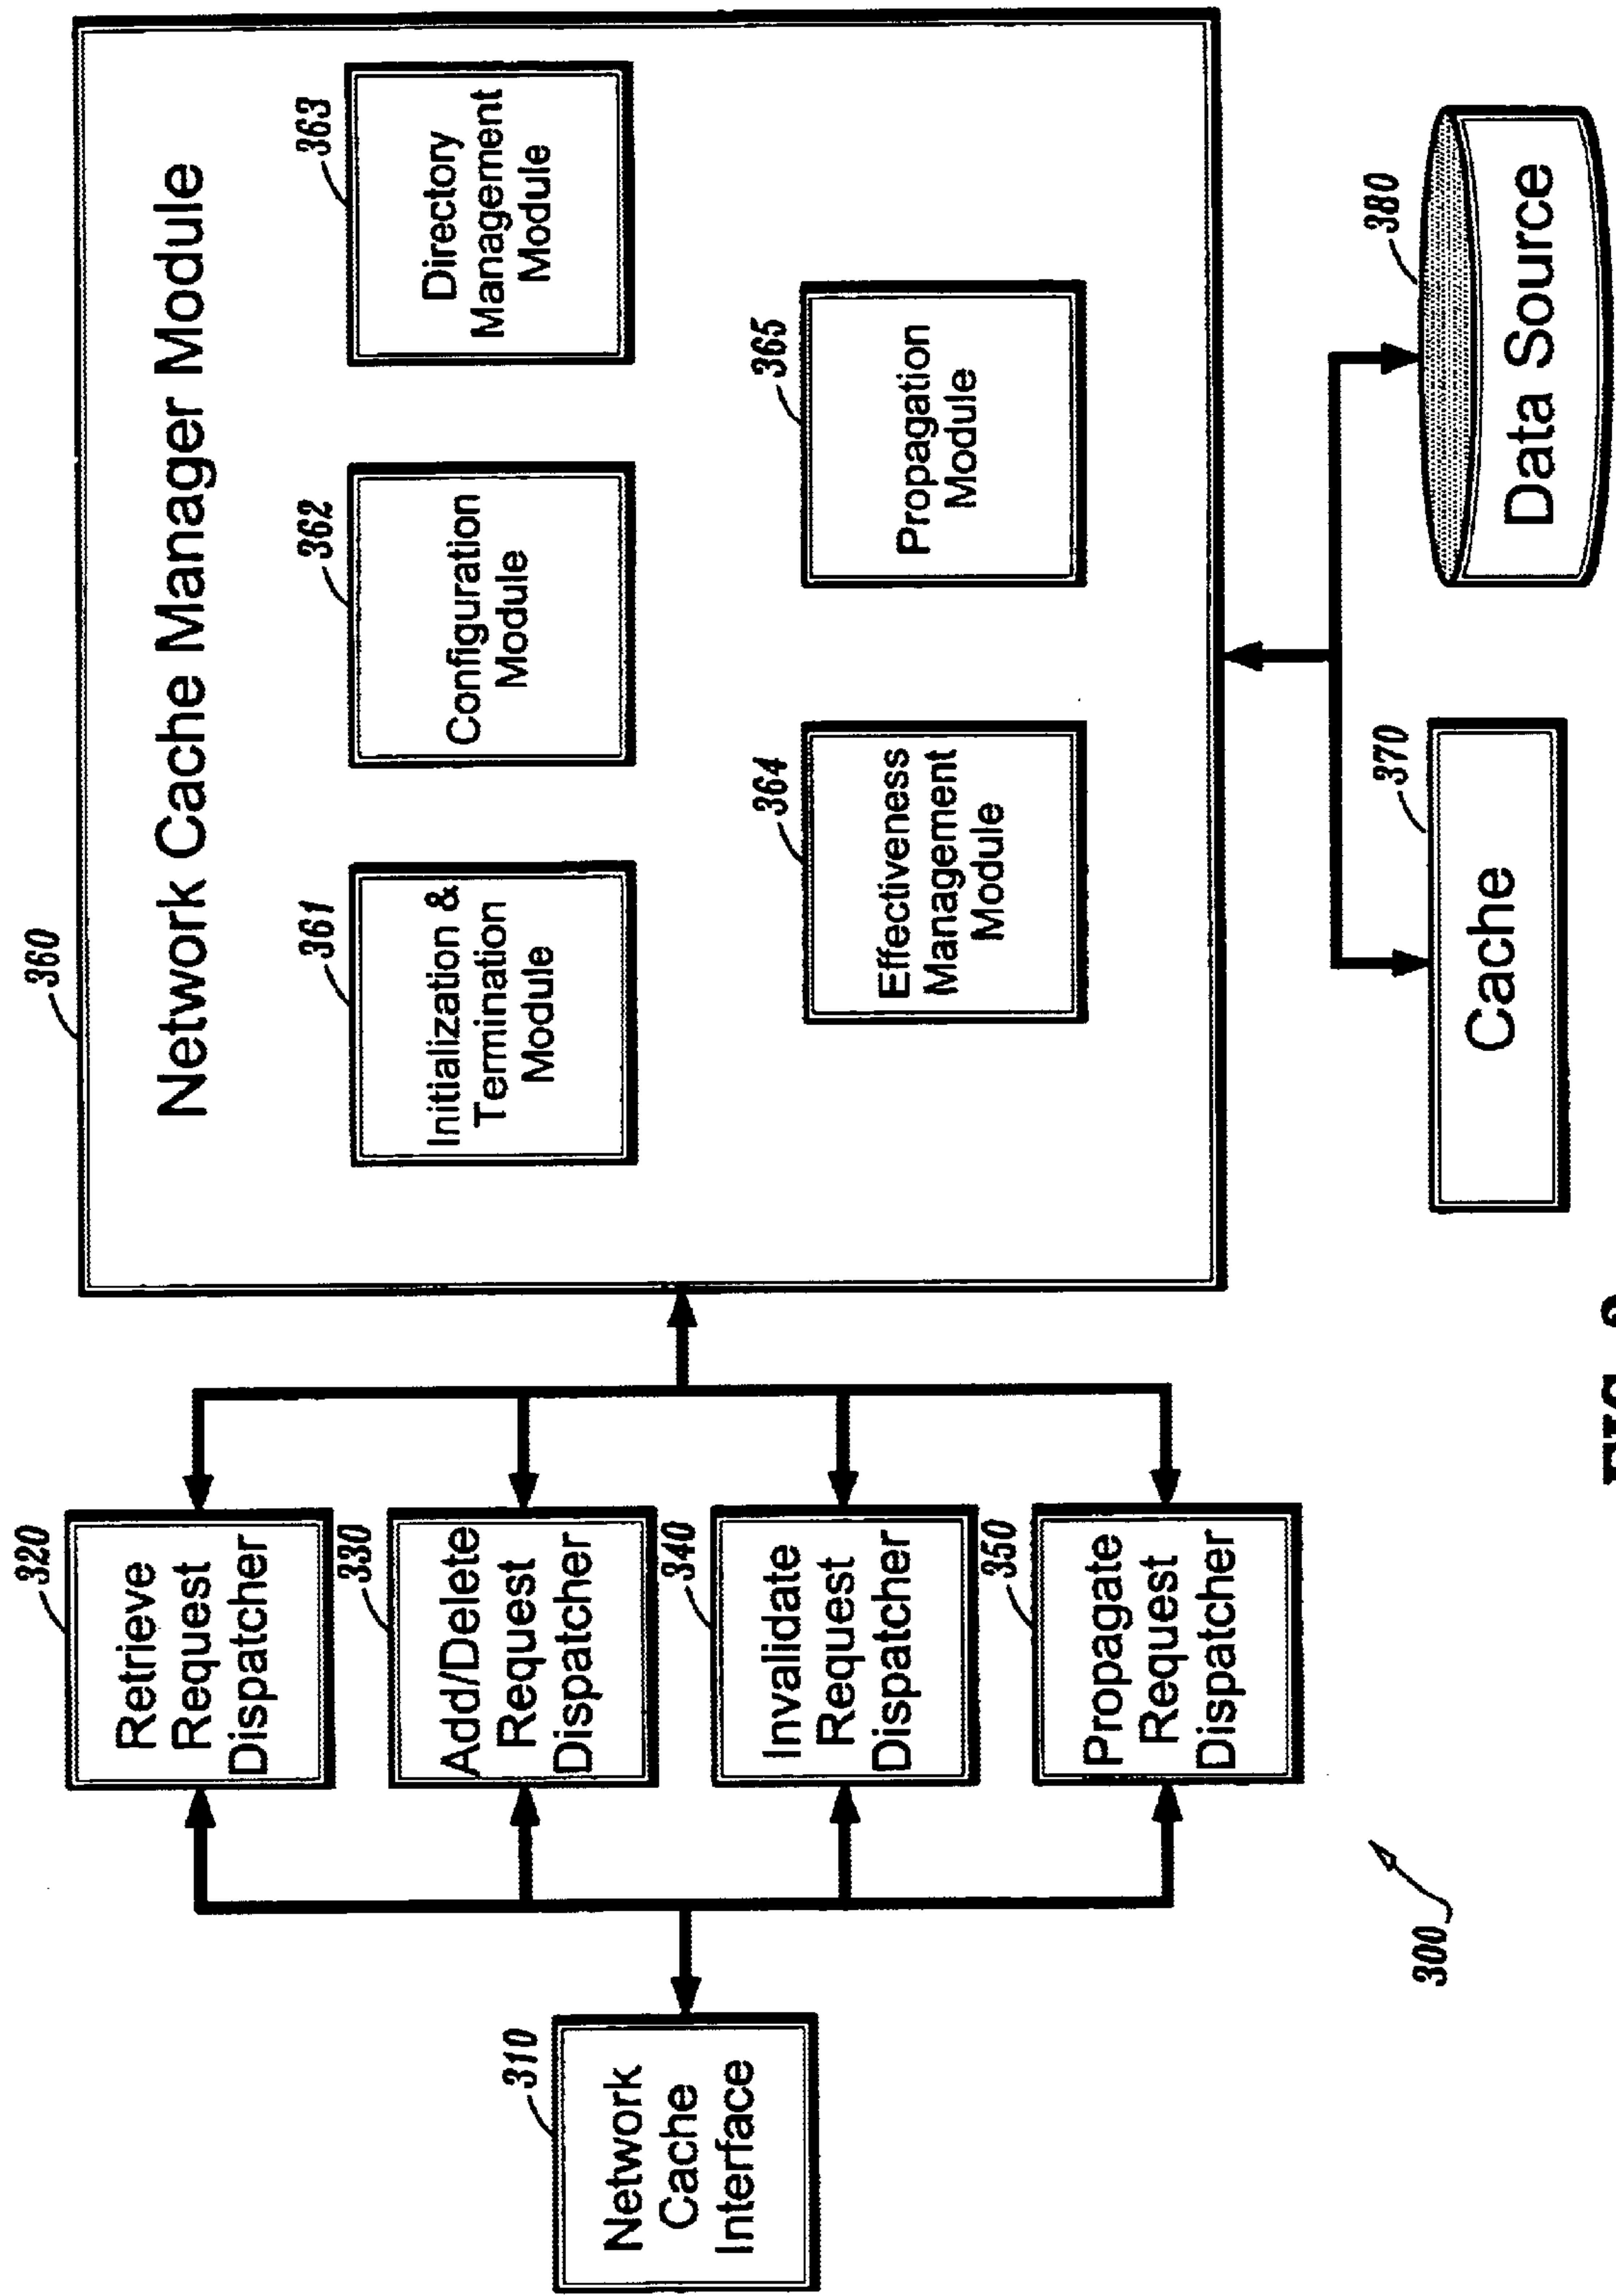 360
Network Cache Manager Module
320
Retrieve
Request
Dispatcher
361
Initialization &
Termination
Module
362
Configuration
Module
363
Directory
Management
Module
330
Add/Delete
Request
Dispatcher
310
Network
Cache
Interface
340
Invalidate
Request
Dispatcher
364
Effectiveness
Management
Module
365
Propagation
Module
350
Propagate
Request
Dispatcher
370
Cache
380
Data Source
300
FIG.